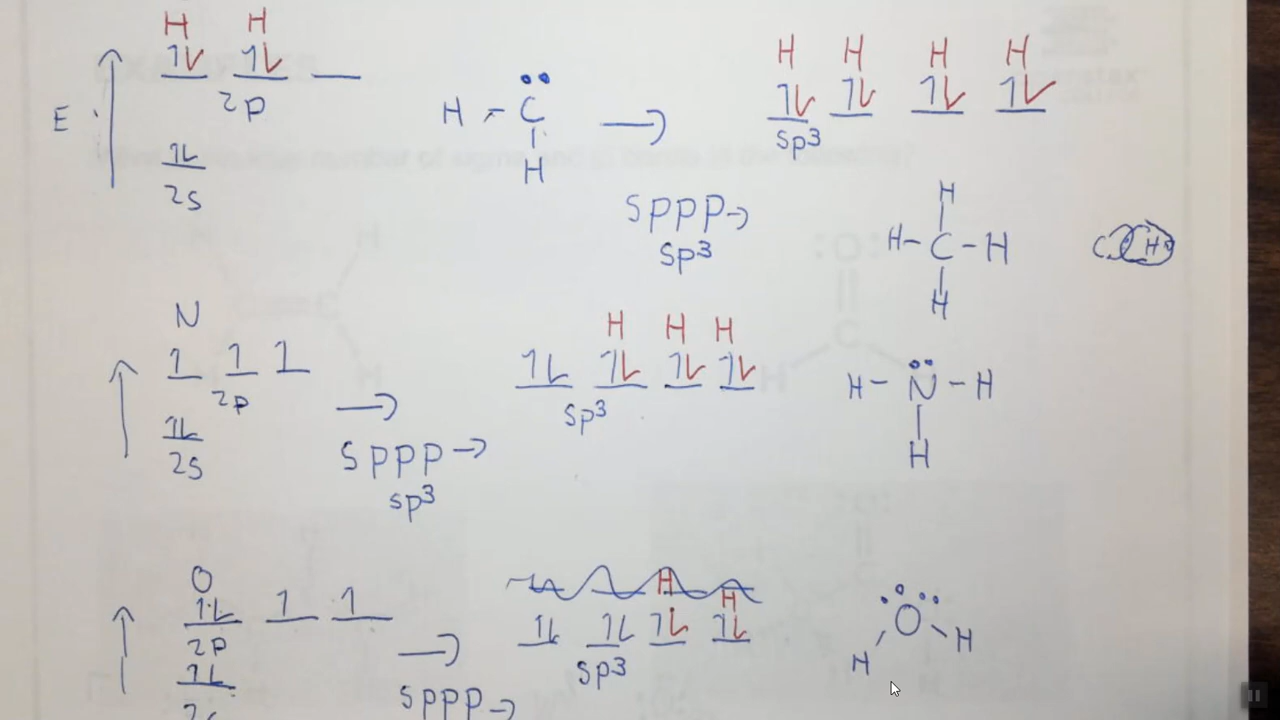 H H
↿⇂ ↿⇂
2p
E
↿⇂
2s
H - C̈
H
→
H H H H
↿⇂ ↿⇂ ↿⇂ ↿⇂
sp³
sppp→
sp³
H
H-C-H
H
C H
N
↿ ↿ ↿
2p
↿⇂
2s
→
sppp→
sp³
H H H
↿⇂ ↿⇂ ↿⇂ ↿⇂
sp³
H-N̈-H
H
O
↿⇂ ↿ ↿
2p
↿⇂
→
sppp→
H H
↿⇂ ↿⇂ ↿⇂ ↿⇂
sp³
O
H H